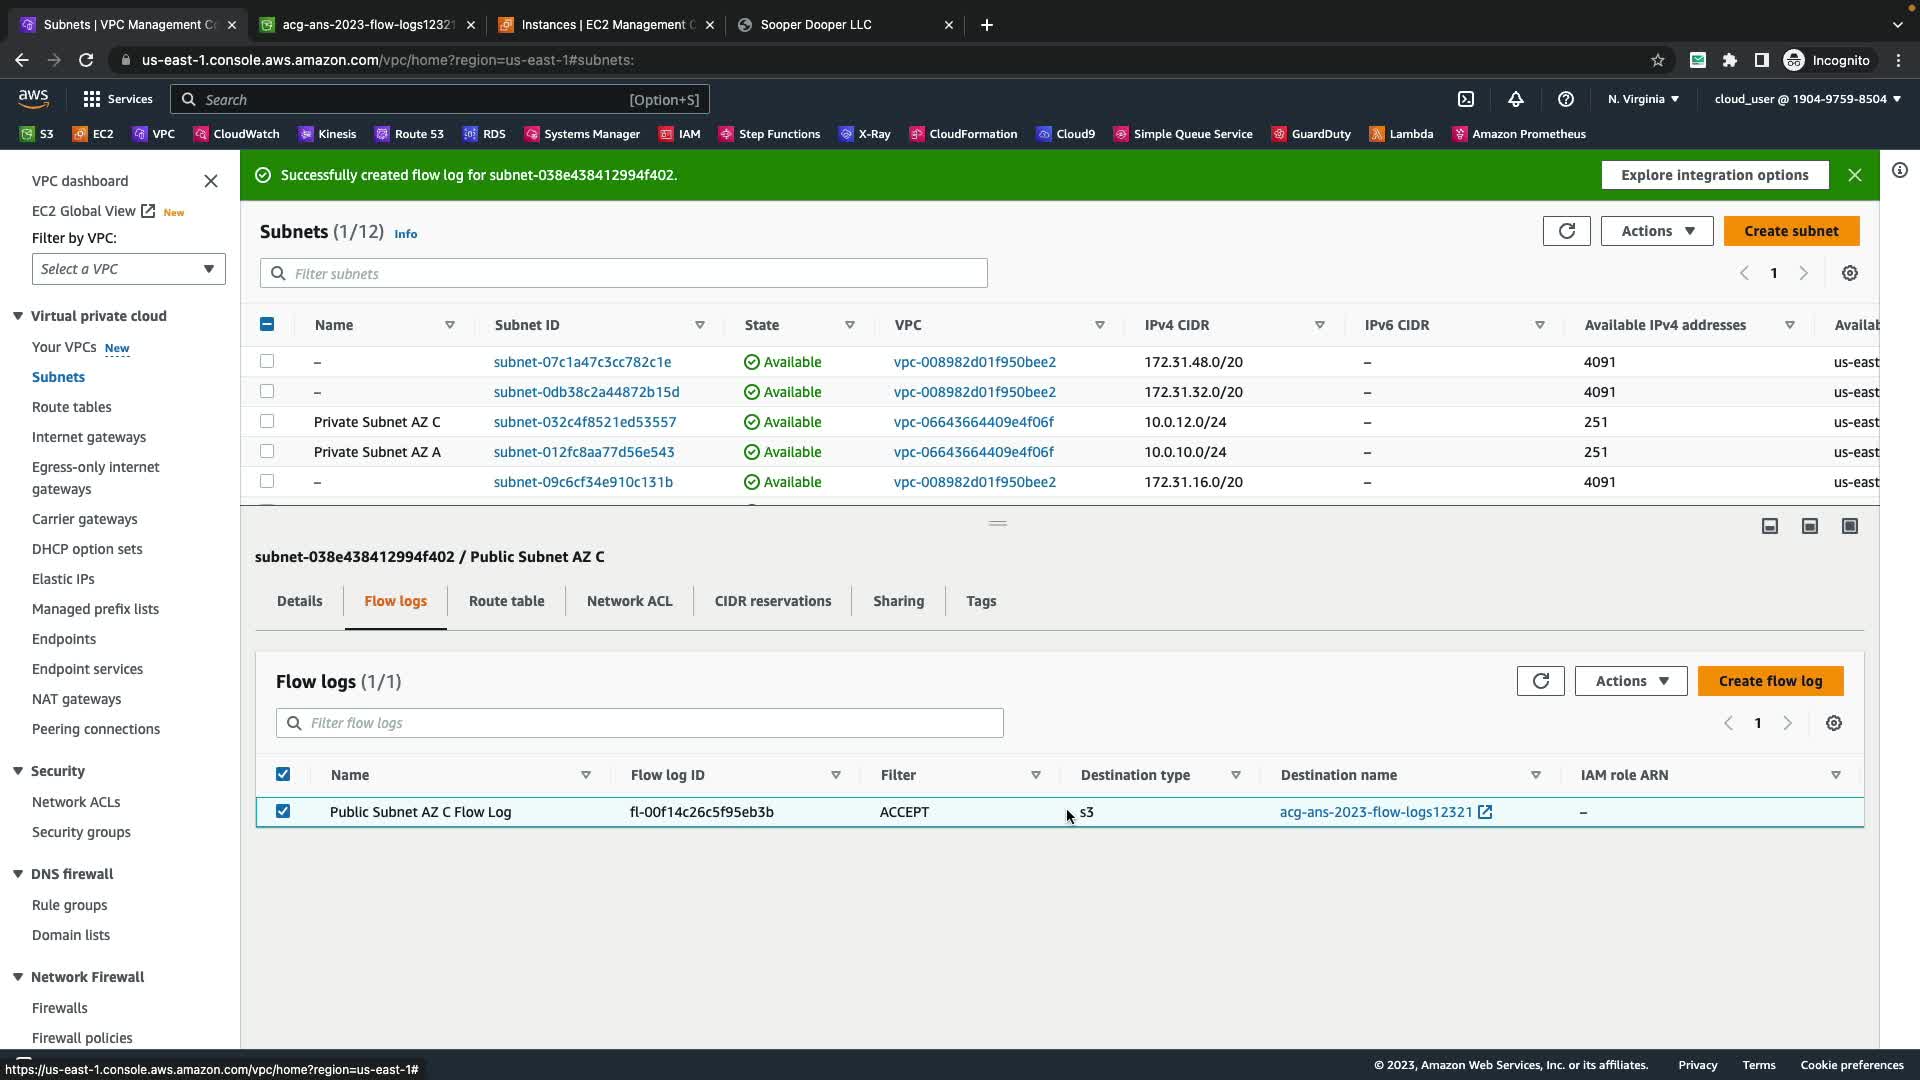 Subnets | VPC Management Co
acg-ans-2023-flow-logs12321
Instances | EC2 Management C
Sooper Dooper LLC
us-east-1.console.aws.amazon.com/vpc/home?region=us-east-1#subnets:
Incognito
aws
Services
Search
[Option+S]
N. Virginia
cloud_user @ 1904-9759-8504
S3
EC2
VPC
CloudWatch
Kinesis
Route 53
RDS
Systems Manager
IAM
Step Functions
X-Ray
CloudFormation
Cloud9
Simple Queue Service
GuardDuty
Lambda
Amazon Prometheus
VPC dashboard
EC2 Global View New
Filter by VPC:
Select a VPC
Virtual private cloud
Your VPCs New
Subnets
Route tables
Internet gateways
Egress-only internet
gateways
Carrier gateways
DHCP option sets
Elastic IPs
Managed prefix lists
Endpoints
Endpoint services
NAT gateways
Peering connections
Security
Network ACLs
Security groups
DNS firewall
Rule groups
Domain lists
Network Firewall
Firewalls
Firewall policies
Successfully created flow log for subnet-038e438412994f402.
Explore integration options
Subnets (1/12) Info
Actions
Create subnet
Filter subnets
1
Name Subnet ID State VPC IPv4 CIDR IPv6 CIDR Available IPv4 addresses Availab
– subnet-07c1a47c3cc782c1e Available vpc-008982d01f950bee2 172.31.48.0/20 – 4091 us-east
– subnet-0db38c2a44872b15d Available vpc-008982d01f950bee2 172.31.32.0/20 – 4091 us-east
Private Subnet AZ C subnet-032c4f8521ed53557 Available vpc-06643664409e4f06f 10.0.12.0/24 – 251 us-east
Private Subnet AZ A subnet-012fc8aa77d56e543 Available vpc-06643664409e4f06f 10.0.10.0/24 – 251 us-east
– subnet-09c6cf34e910c131b Available vpc-008982d01f950bee2 172.31.16.0/20 – 4091 us-east
subnet-038e438412994f402 / Public Subnet AZ C
Details
Flow logs
Route table
Network ACL
CIDR reservations
Sharing
Tags
Flow logs (1/1)
Actions
Create flow log
Filter flow logs
1
Name Flow log ID Filter Destination type Destination name IAM role ARN
Public Subnet AZ C Flow Log fl-00f14c26c5f95eb3b ACCEPT s3 acg-ans-2023-flow-logs12321 –
https://us-east-1.console.aws.amazon.com/vpc/home?region=us-east-1#
© 2023, Amazon Web Services, Inc. or its affiliates.
Privacy
Terms
Cookie preferences